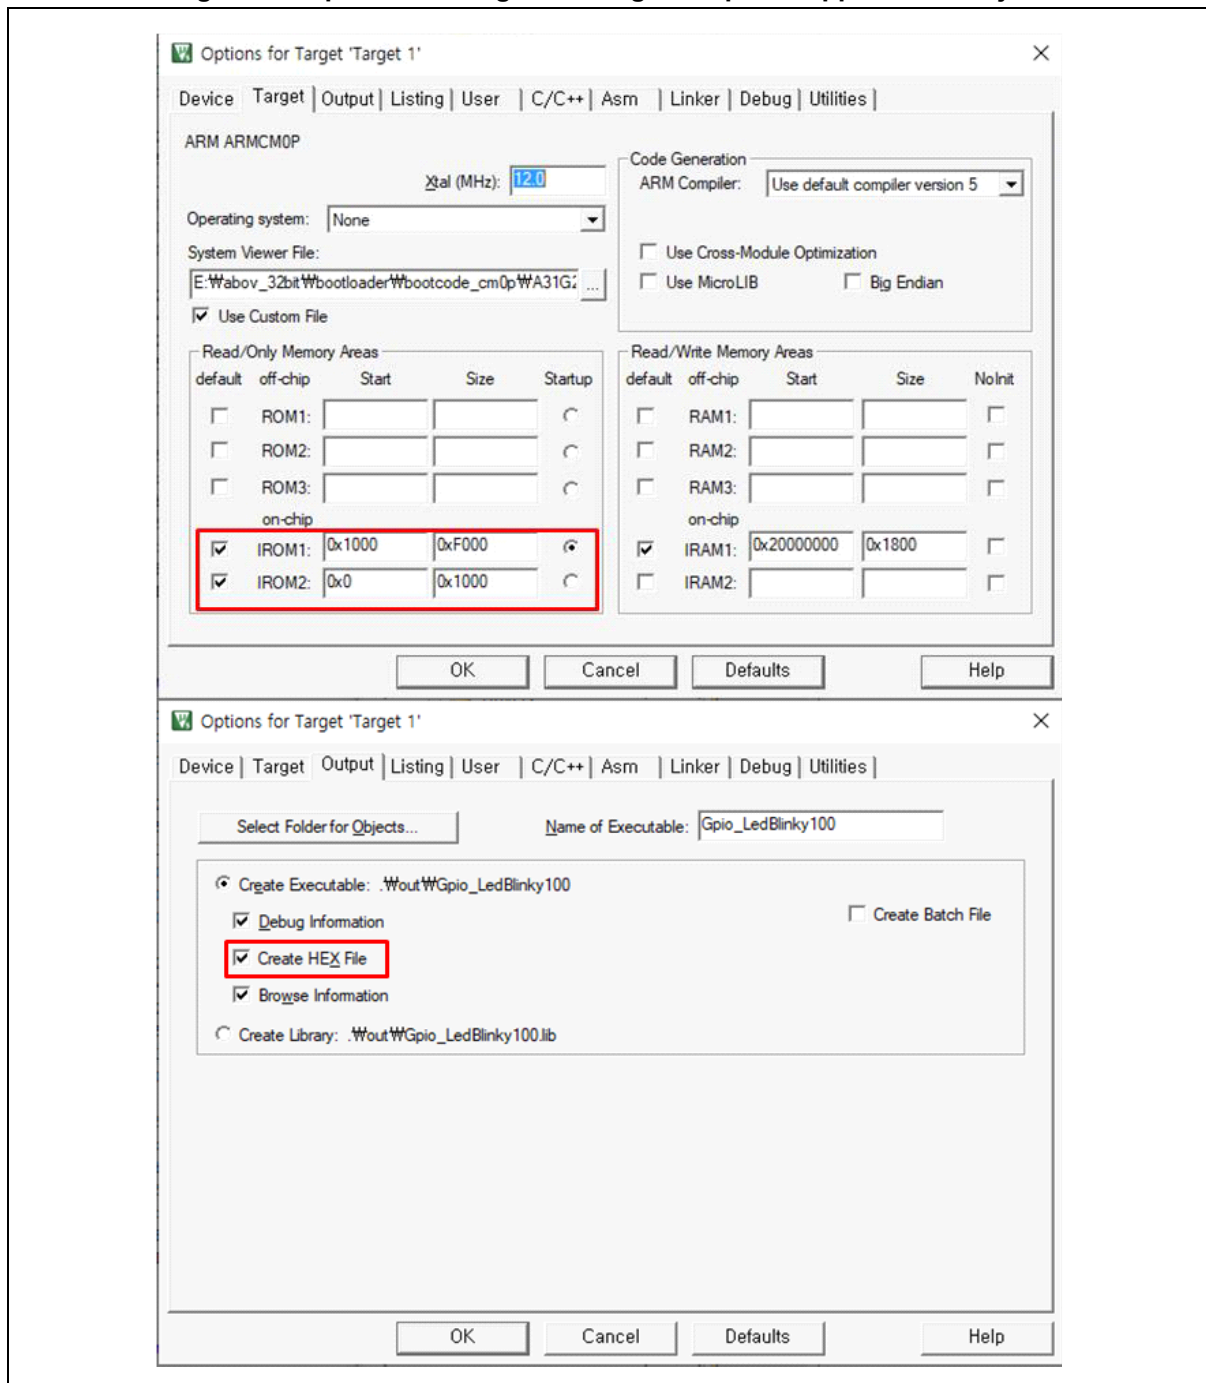 Options for Target 'Target 1'
Device Target Output Listing User C/C++ Asm Linker Debug Utilities
ARM ARMCM0P
Xtal (MHz): 12.0
Operating system: None
System Viewer File:
E:₩abov_32bit₩bootloader₩bootcode_cm0p₩A31G2 ...
Use Custom File
Code Generation
ARM Compiler: Use default compiler version 5
Use Cross-Module Optimization
Use MicroLIB Big Endian
Read/Only Memory Areas
default off-chip Start Size Startup
ROM1:
ROM2:
ROM3:
on-chip
IROM1: 0x1000 0xF000
IROM2: 0x0 0x1000
Read/Write Memory Areas
default off-chip Start Size NoInit
RAM1:
RAM2:
RAM3:
on-chip
IRAM1: 0x20000000 0x1800
IRAM2:
OK Cancel Defaults Help
Options for Target 'Target 1'
Device Target Output Listing User C/C++ Asm Linker Debug Utilities
Select Folder for Objects... Name of Executable: Gpio_LedBlinky100
Create Executable: .₩out₩Gpio_LedBlinky100
Debug Information
Create Batch File
Create HEX File
Browse Information
Create Library: .₩out₩Gpio_LedBlinky100.lib
OK Cancel Defaults Help